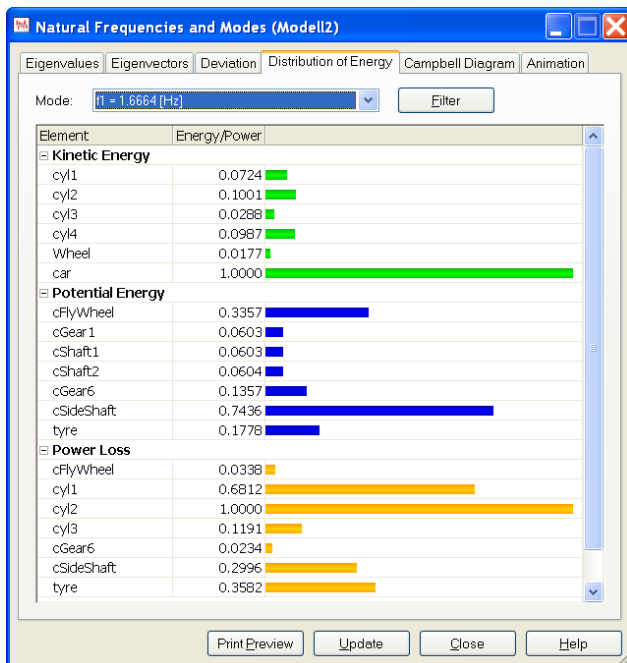 Natural Frequencies and Modes (Modell2)
Eigenvalues Eigenvectors Deviation Distribution of Energy Campbell Diagram Animation
Mode: f1 = 1.6664 [Hz] Filter
Element Energy/Power
Kinetic Energy
cyl1 0.0724
cyl2 0.1001
cyl3 0.0288
cyl4 0.0987
Wheel 0.0177
car 1.0000
Potential Energy
cFlyWheel 0.3357
cGear1 0.0603
cShaft1 0.0603
cShaft2 0.0604
cGear6 0.1357
cSideShaft 0.7436
tyre 0.1778
Power Loss
cFlyWheel 0.0338
cyl1 0.6812
cyl2 1.0000
cyl3 0.1191
cGear6 0.0234
cSideShaft 0.2996
tyre 0.3582
Print Preview Update Close Help